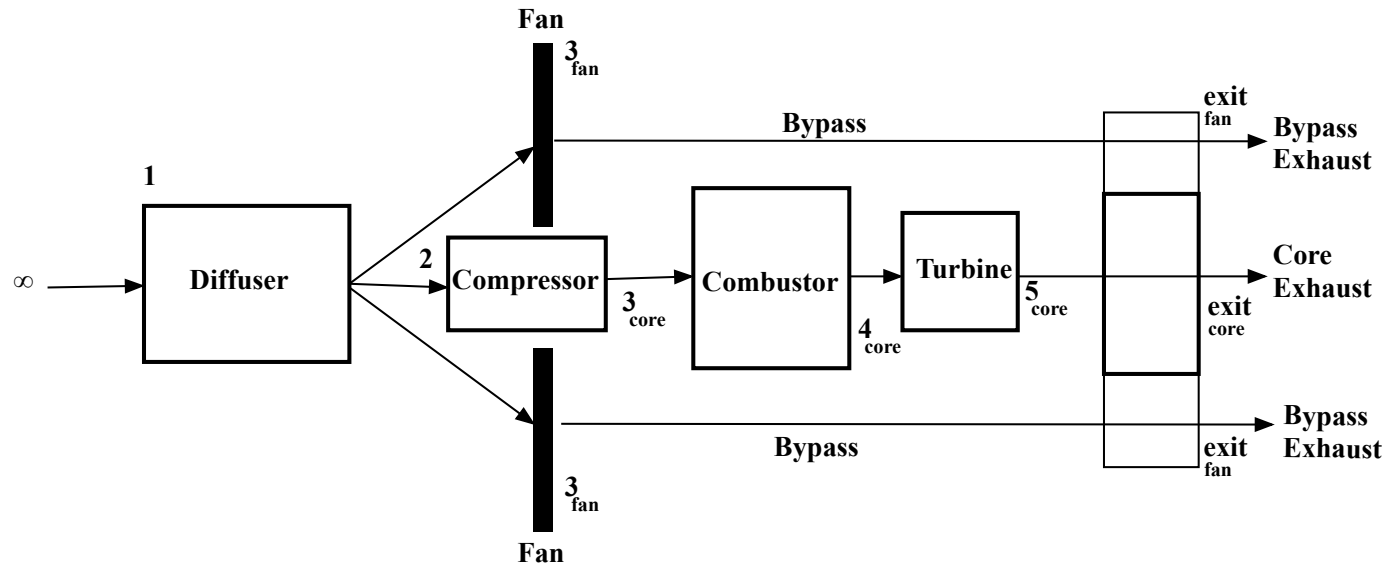 Fan
3
fan
exit
fan
Bypass
Bypass
Exhaust
1
2
∞
Diffuser
Compressor
3
core
Combustor
4
core
Turbine
5
core
exit
core
Core
Exhaust
Bypass
Bypass
Exhaust
exit
fan
3
fan
Fan